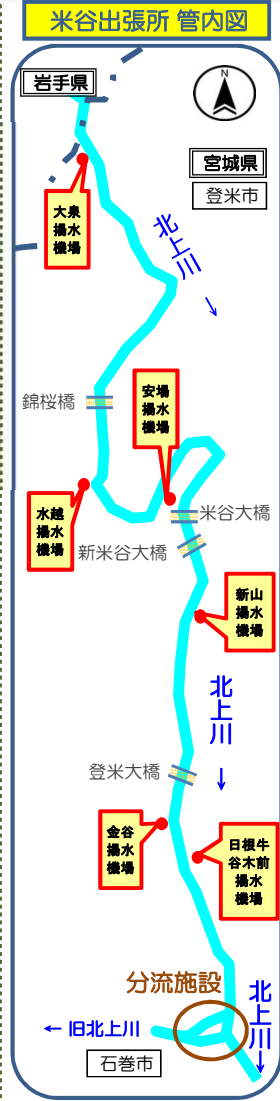 米谷出張所 管内図
岩手県
N
宮城県
登米市
大泉
揚水
機場
北上川
→
錦桜橋
安場
揚水
機場
水越
揚水
機場
米谷大橋
新米谷大橋
新山
揚水
機場
北上川
↓
登米大橋
金谷
揚水
機場
日根牛
谷木前
揚水
機場
分流施設
北上川
↓
← 旧北上川
石巻市